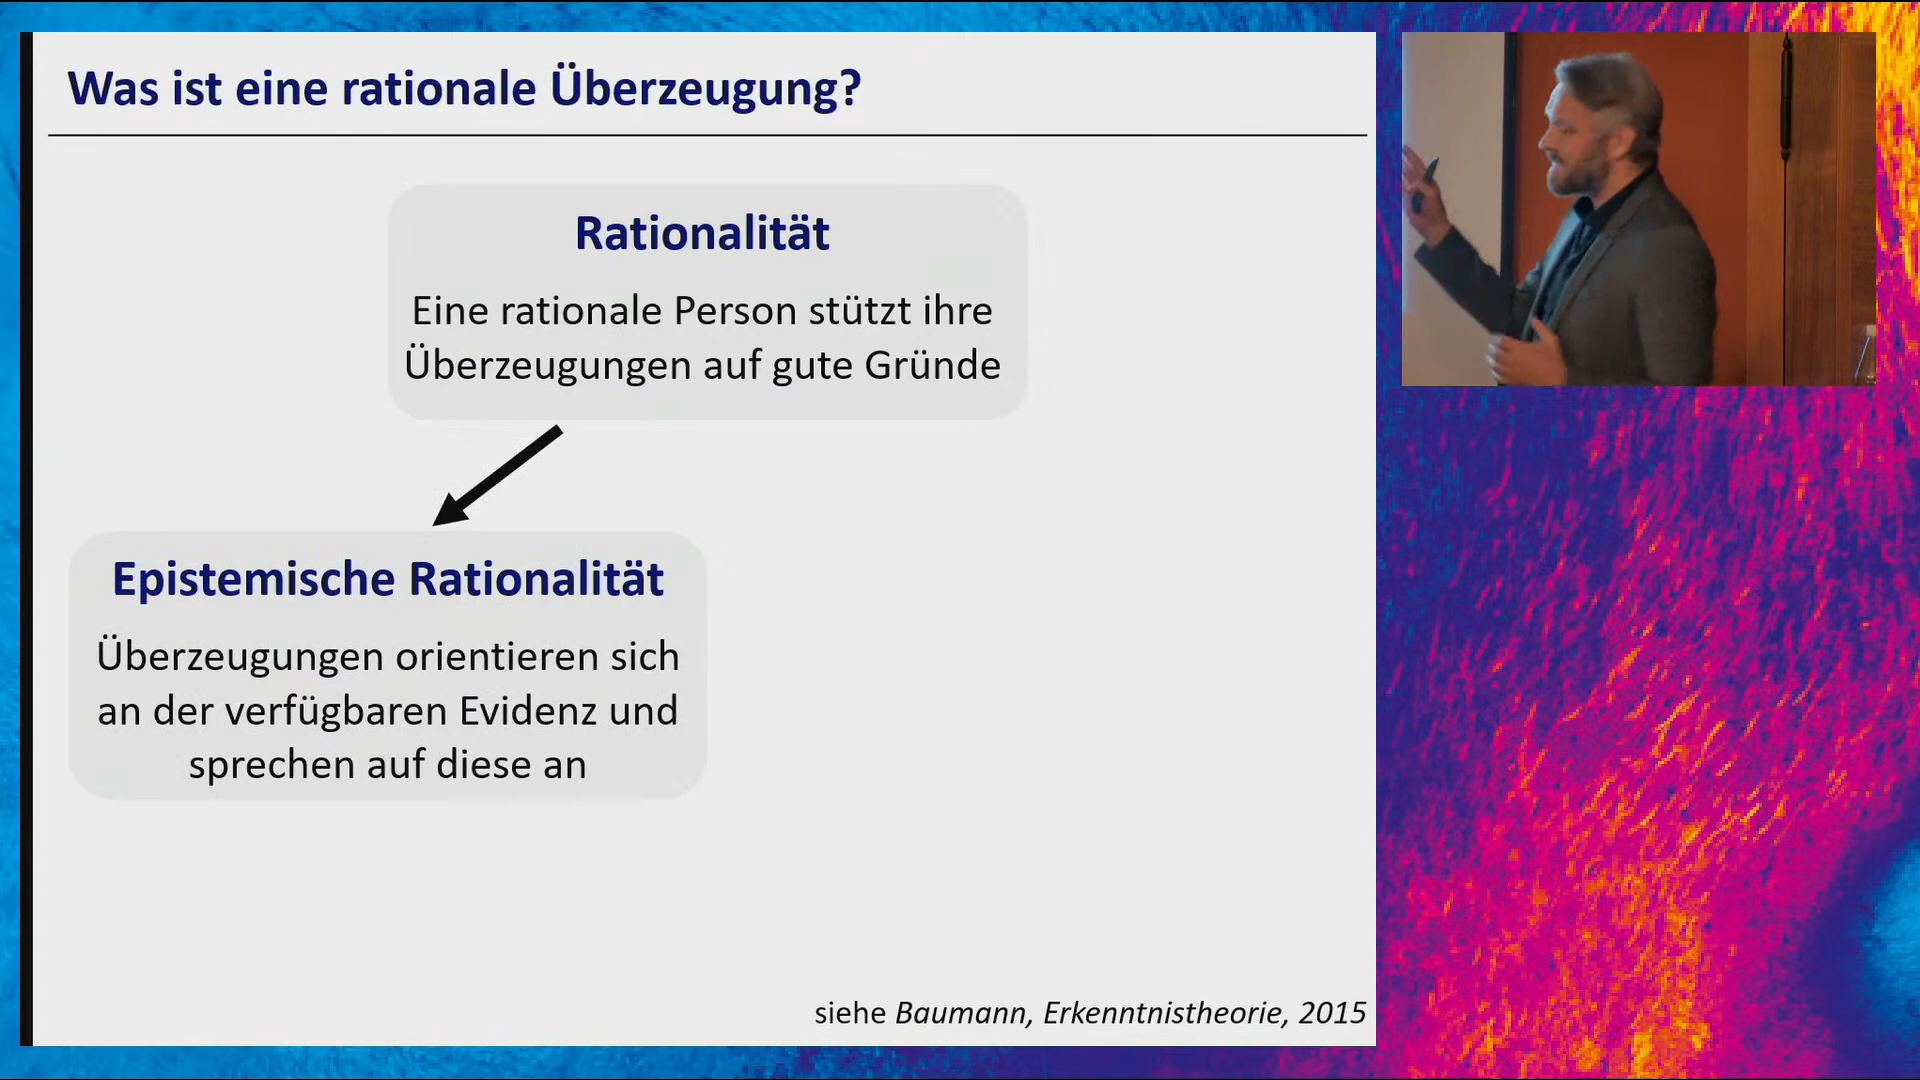 Was ist eine rationale Überzeugung?
Rationalität
Eine rationale Person stützt ihre
Überzeugungen auf gute Gründe
Epistemische Rationalität
Überzeugungen orientieren sich
an der verfügbaren Evidenz und
sprechen auf diese an
siehe Baumann, Erkenntnistheorie, 2015